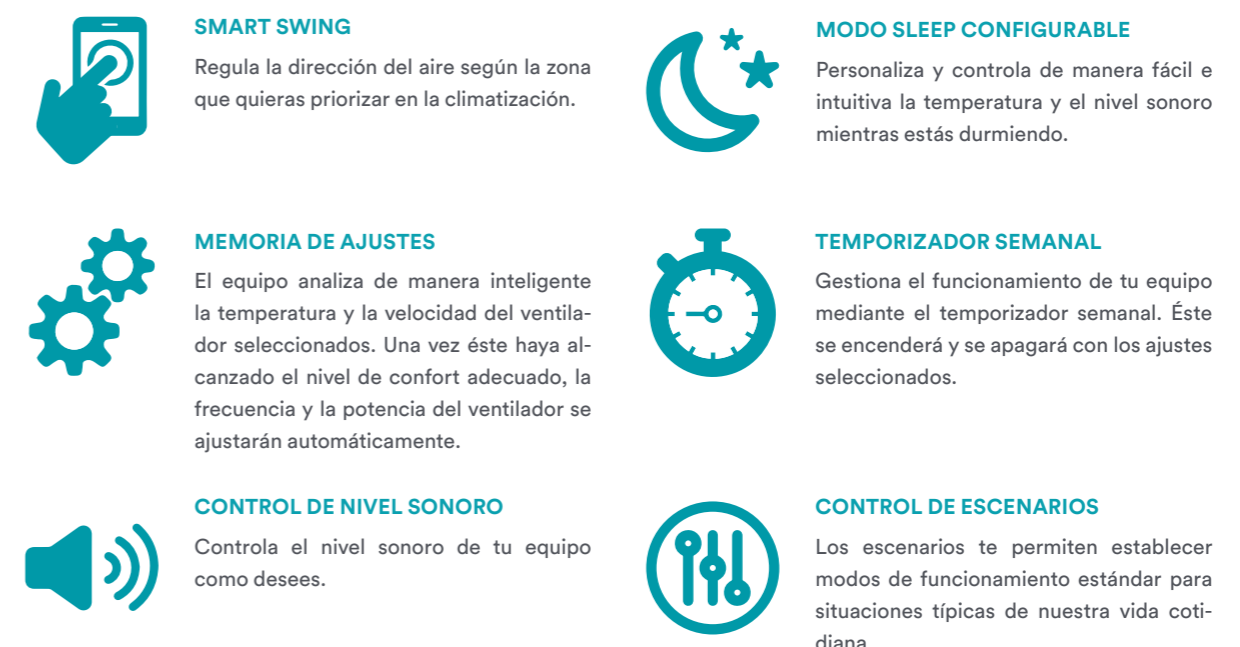 SMART SWING
Regula la dirección del aire según la zona
que quieras priorizar en la climatización.
MODO SLEEP CONFIGURABLE
Personaliza y controla de manera fácil e
intuitiva la temperatura y el nivel sonoro
mientras estás durmiendo.
MEMORIA DE AJUSTES
El equipo analiza de manera inteligente
la temperatura y la velocidad del ventila-
dor seleccionados. Una vez éste haya al-
canzado el nivel de confort adecuado, la
frecuencia y la potencia del ventilador se
ajustarán automáticamente.
TEMPORIZADOR SEMANAL
Gestiona el funcionamiento de tu equipo
mediante el temporizador semanal. Éste
se encenderá y se apagará con los ajustes
seleccionados.
CONTROL DE NIVEL SONORO
Controla el nivel sonoro de tu equipo
como desees.
CONTROL DE ESCENARIOS
Los escenarios te permiten establecer
modos de funcionamiento estándar para
situaciones típicas de nuestra vida coti-
diana